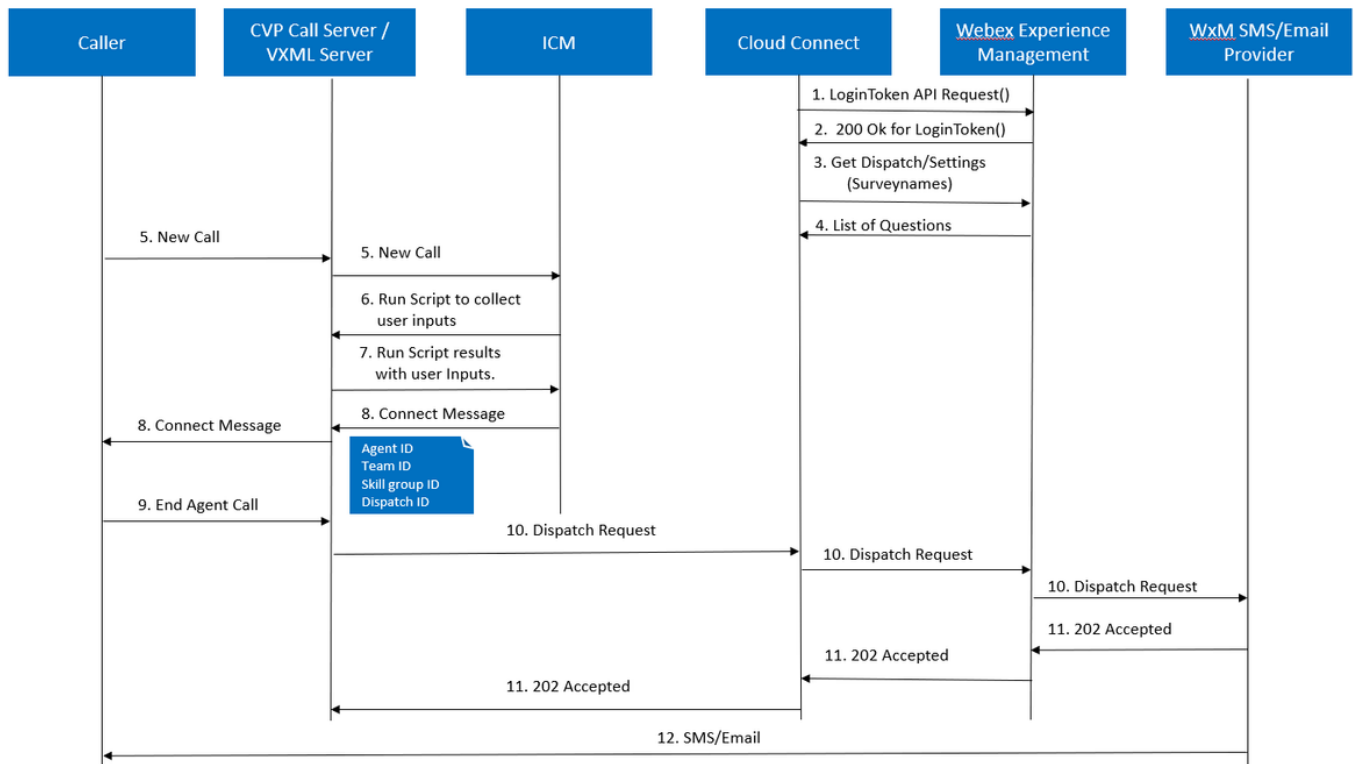 Caller
CVP Call Server /
VXML Server
ICM
Cloud Connect
Webex Experience
Management
WxM SMS/Email
Provider
1. LoginToken API Request()
2. 200 Ok for LoginToken()
3. Get Dispatch/Settings
(Surveynames)
4. List of Questions
5. New Call
5. New Call
6. Run Script to collect
user inputs
7. Run Script results
with user Inputs.
8. Connect Message
8. Connect Message
Agent ID
Team ID
Skill group ID
Dispatch ID
9. End Agent Call
10. Dispatch Request
10. Dispatch Request
10. Dispatch Request
11. 202 Accepted
11. 202 Accepted
11. 202 Accepted
12. SMS/Email